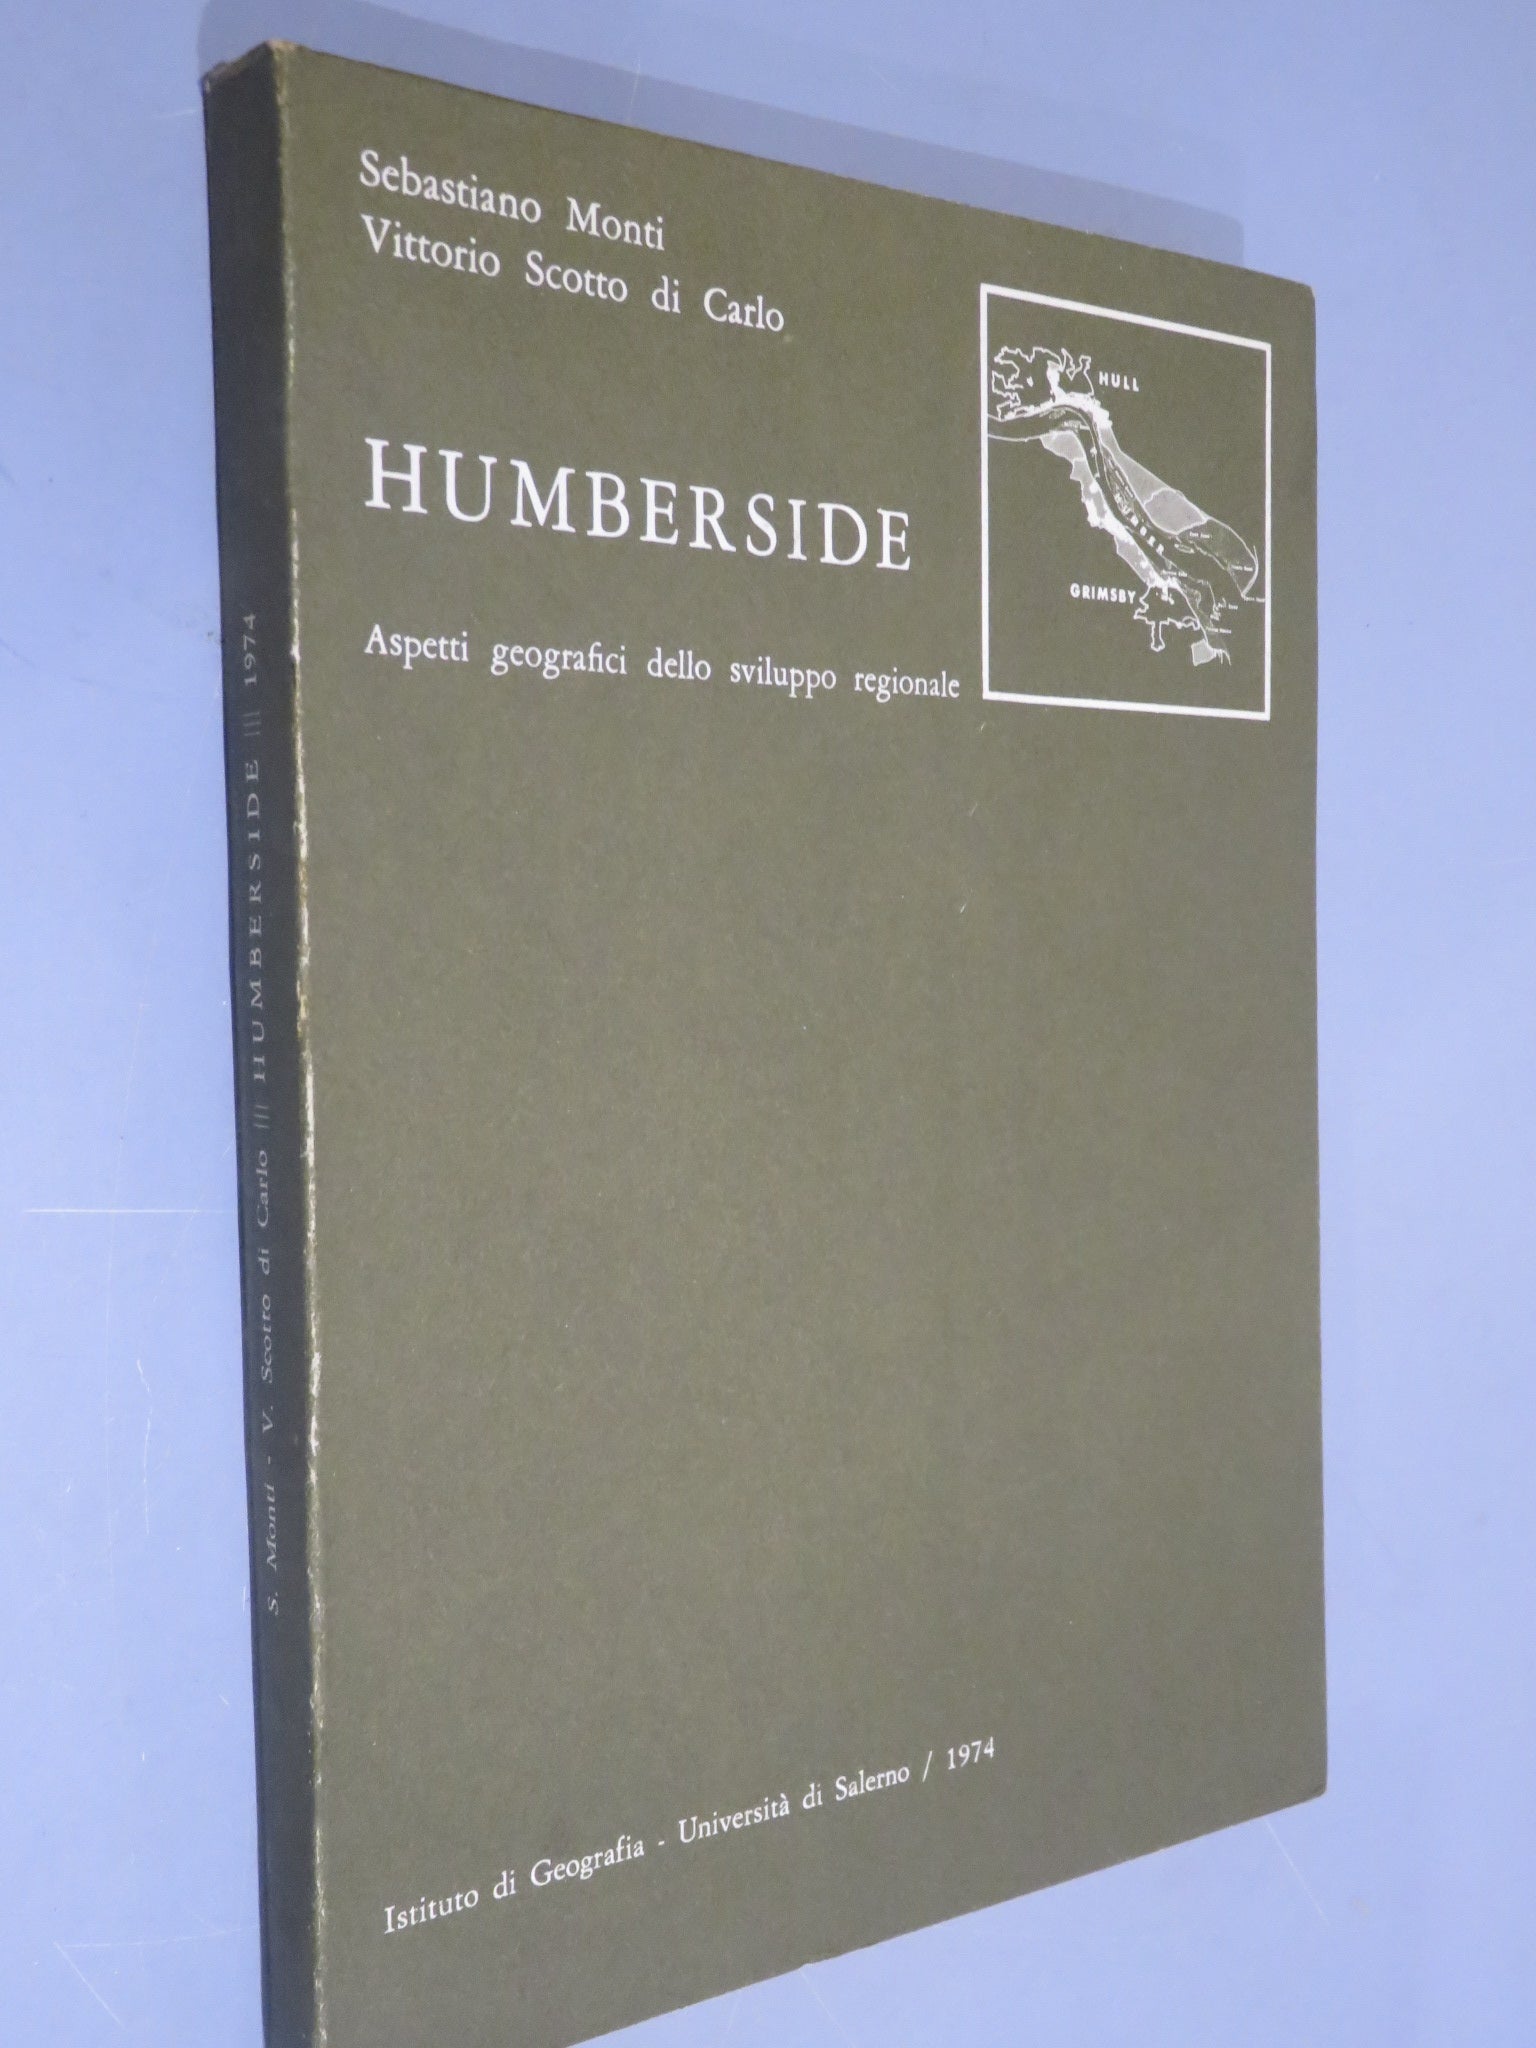 Sebastiano Monti
Vittorio Scotto di Carlo
HUMBERSIDE
Aspetti geografici dello sviluppo regionale
HULL
GRIMSBY
Istituto di Geografia - Università di Salerno / 1974
S. Monti - V. Scotto di Carlo /// HUMBERSIDE /// 1974